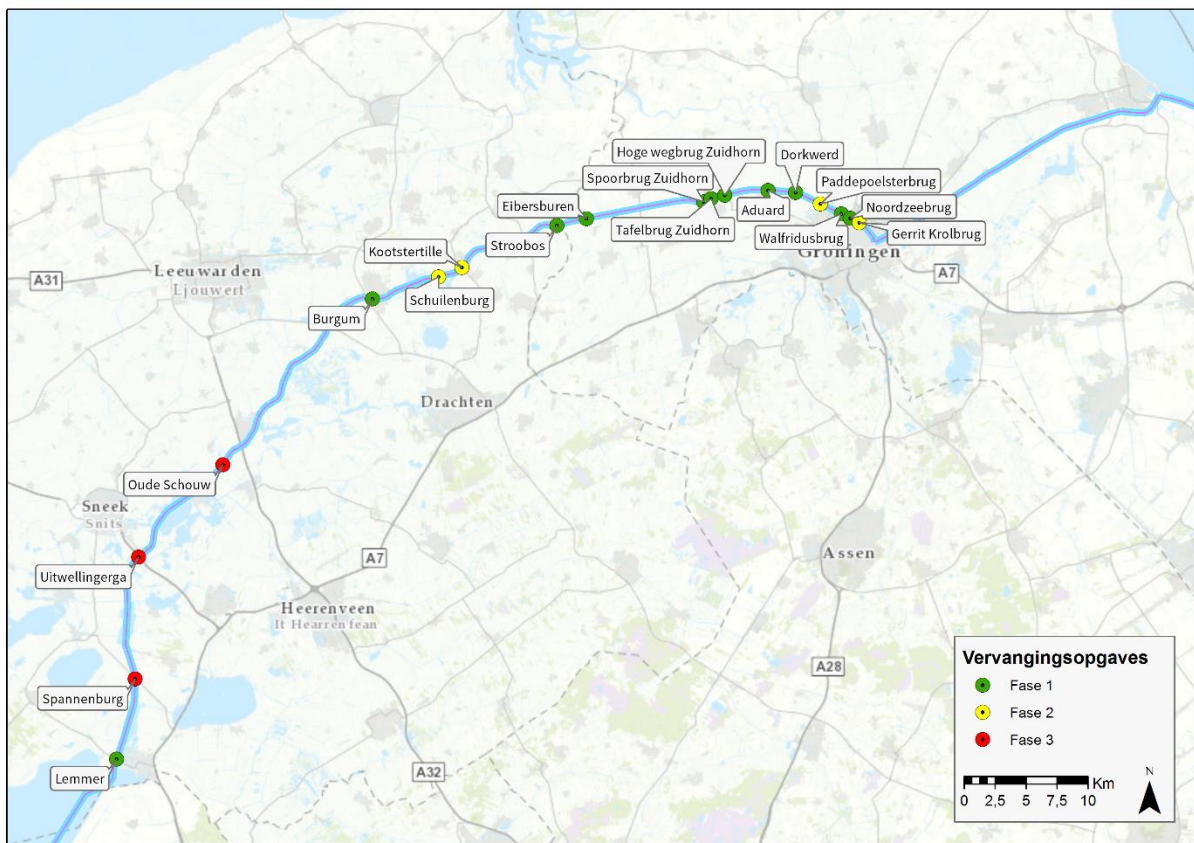 Hoge wegbrug Zuidhorn
Dorkwerd
Spoorbrug Zuidhorn
Paddepoelsterbrug
Eibersburen
Aduard
Noordzeebrug
Tafelbrug Zuidhorn
Stroobos
Walfridusbrug
Gerrit Krolbrug
Kootstertille
Groningen
Leeuwarden
Ljouwert
A31
A7
Schuilenburg
Burgum
Drachten
Oude Schouw
Sneek
Snits
A7
Assen
Uitwellingerga
Heerenveen
It Hearrenfean
A28
Spannenburg
Lemmer
A32
Vervangingsopgaves
Fase 1
Fase 2
Fase 3
N
Km
0 2,5 5 7,5 10